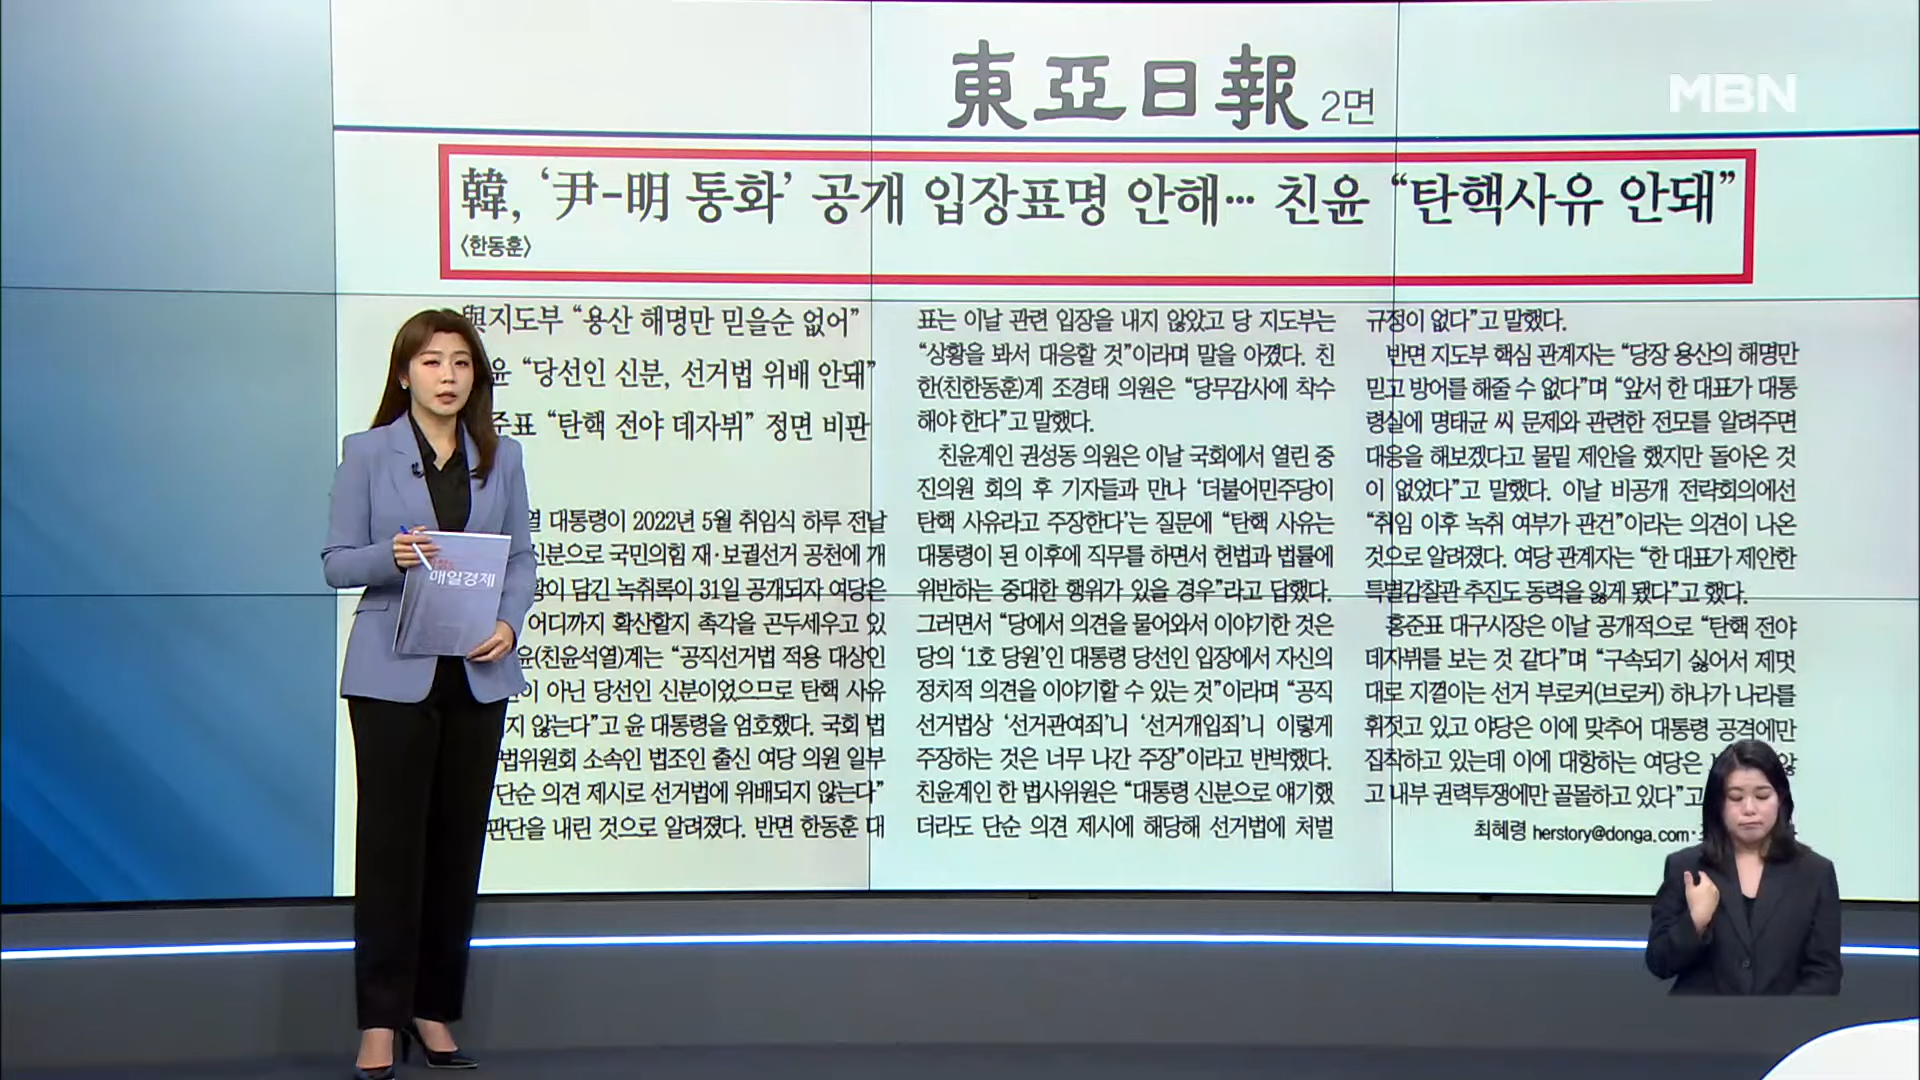 東亞日報 2면
MBN
韓, ‘尹-明 통화’ 공개 입장표명 안해… 친윤 “탄핵사유 안돼”
〈한동훈〉
與지도부 “용산 해명만 믿을순 없어”
윤 “당선인 신분, 선거법 위배 안돼”
준표 “탄핵 전야 데자뷔” 정면 비판
열 대통령이 2022년 5월 취임식 하루 전날
신분으로 국민의힘 재·보궐선거 공천에 개
황이 담긴 녹취록이 31일 공개되자 여당은
어디까지 확산할지 촉각을 곤두세우고 있
윤(친윤석열)계는 “공직선거법 적용 대상인
이 아닌 당선인 신분이었으므로 탄핵 사유
지 않는다”고 윤 대통령을 엄호했다. 국회 법
법위원회 소속인 법조인 출신 여당 의원 일부
“단순 의견 제시로 선거법에 위배되지 않는다”
판단을 내린 것으로 알려졌다. 반면 한동훈 대
표는 이날 관련 입장을 내지 않았고 당 지도부는
“상황을 봐서 대응할 것”이라며 말을 아꼈다. 친
한(친한동훈)계 조경태 의원은 “당무감사에 착수
해야 한다”고 말했다.
친윤계인 권성동 의원은 이날 국회에서 열린 중
진의원 회의 후 기자들과 만나 ‘더불어민주당이
탄핵 사유라고 주장한다’는 질문에 “탄핵 사유는
대통령이 된 이후에 직무를 하면서 헌법과 법률에
위반하는 중대한 행위가 있을 경우”라고 답했다.
그러면서 “당에서 의견을 물어와서 이야기한 것은
당의 ‘1호 당원’인 대통령 당선인 입장에서 자신의
정치적 의견을 이야기할 수 있는 것”이라며 “공직
선거법상 ‘선거관여죄’니 ‘선거개입죄’니 이렇게
주장하는 것은 너무 나간 주장”이라고 반박했다.
친윤계인 한 법사위원은 “대통령 신분으로 얘기했
더라도 단순 의견 제시에 해당해 선거법에 처벌
규정이 없다”고 말했다.
반면 지도부 핵심 관계자는 “당장 용산의 해명만
믿고 방어를 해줄 수 없다”며 “앞서 한 대표가 대통
령실에 명태균 씨 문제와 관련한 전모를 알려주면
대응을 해보겠다고 물밑 제안을 했지만 돌아온 것
이 없었다”고 말했다. 이날 비공개 전략회의에선
“취임 이후 녹취 여부가 관건”이라는 의견이 나온
것으로 알려졌다. 여당 관계자는 “한 대표가 제안한
특별감찰관 추진도 동력을 잃게 됐다”고 했다.
홍준표 대구시장은 이날 공개적으로 “탄핵 전야
데자뷔를 보는 것 같다”며 “구속되기 싫어서 제멋
대로 지껄이는 선거 부로커(브로커) 하나가 나라를
휘젓고 있고 야당은 이에 맞추어 대통령 공격에만
집착하고 있는데 이에 대항하는 여당은
고 내부 권력투쟁에만 골몰하고 있다”고
최혜령 herstory@donga.com·
매일경제